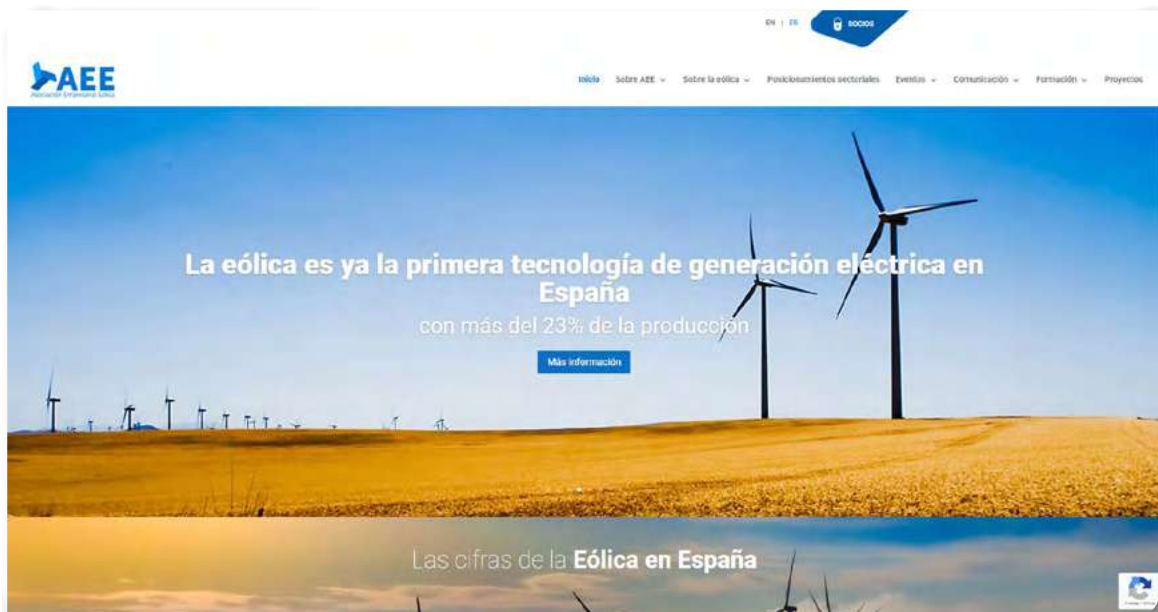 EN | ES
SOCIOS
AEE
Asociación Empresarial Eólica
Inicio Sobre AEE Sobre la eólica Posicionamientos sectoriales Eventos Comunicación Formación Proyectos
La eólica es ya la primera tecnología de generación eléctrica en
España
con más del 23% de la producción
Más información
Las cifras de la Eólica en España